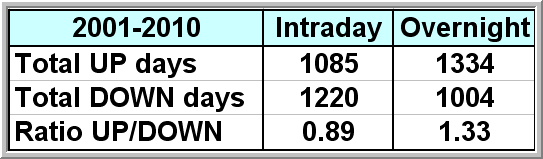 2001-2010 Intraday Overnight
Total UP days 1085 1334
Total DOWN days 1220 1004
Ratio UP/DOWN 0.89 1.33